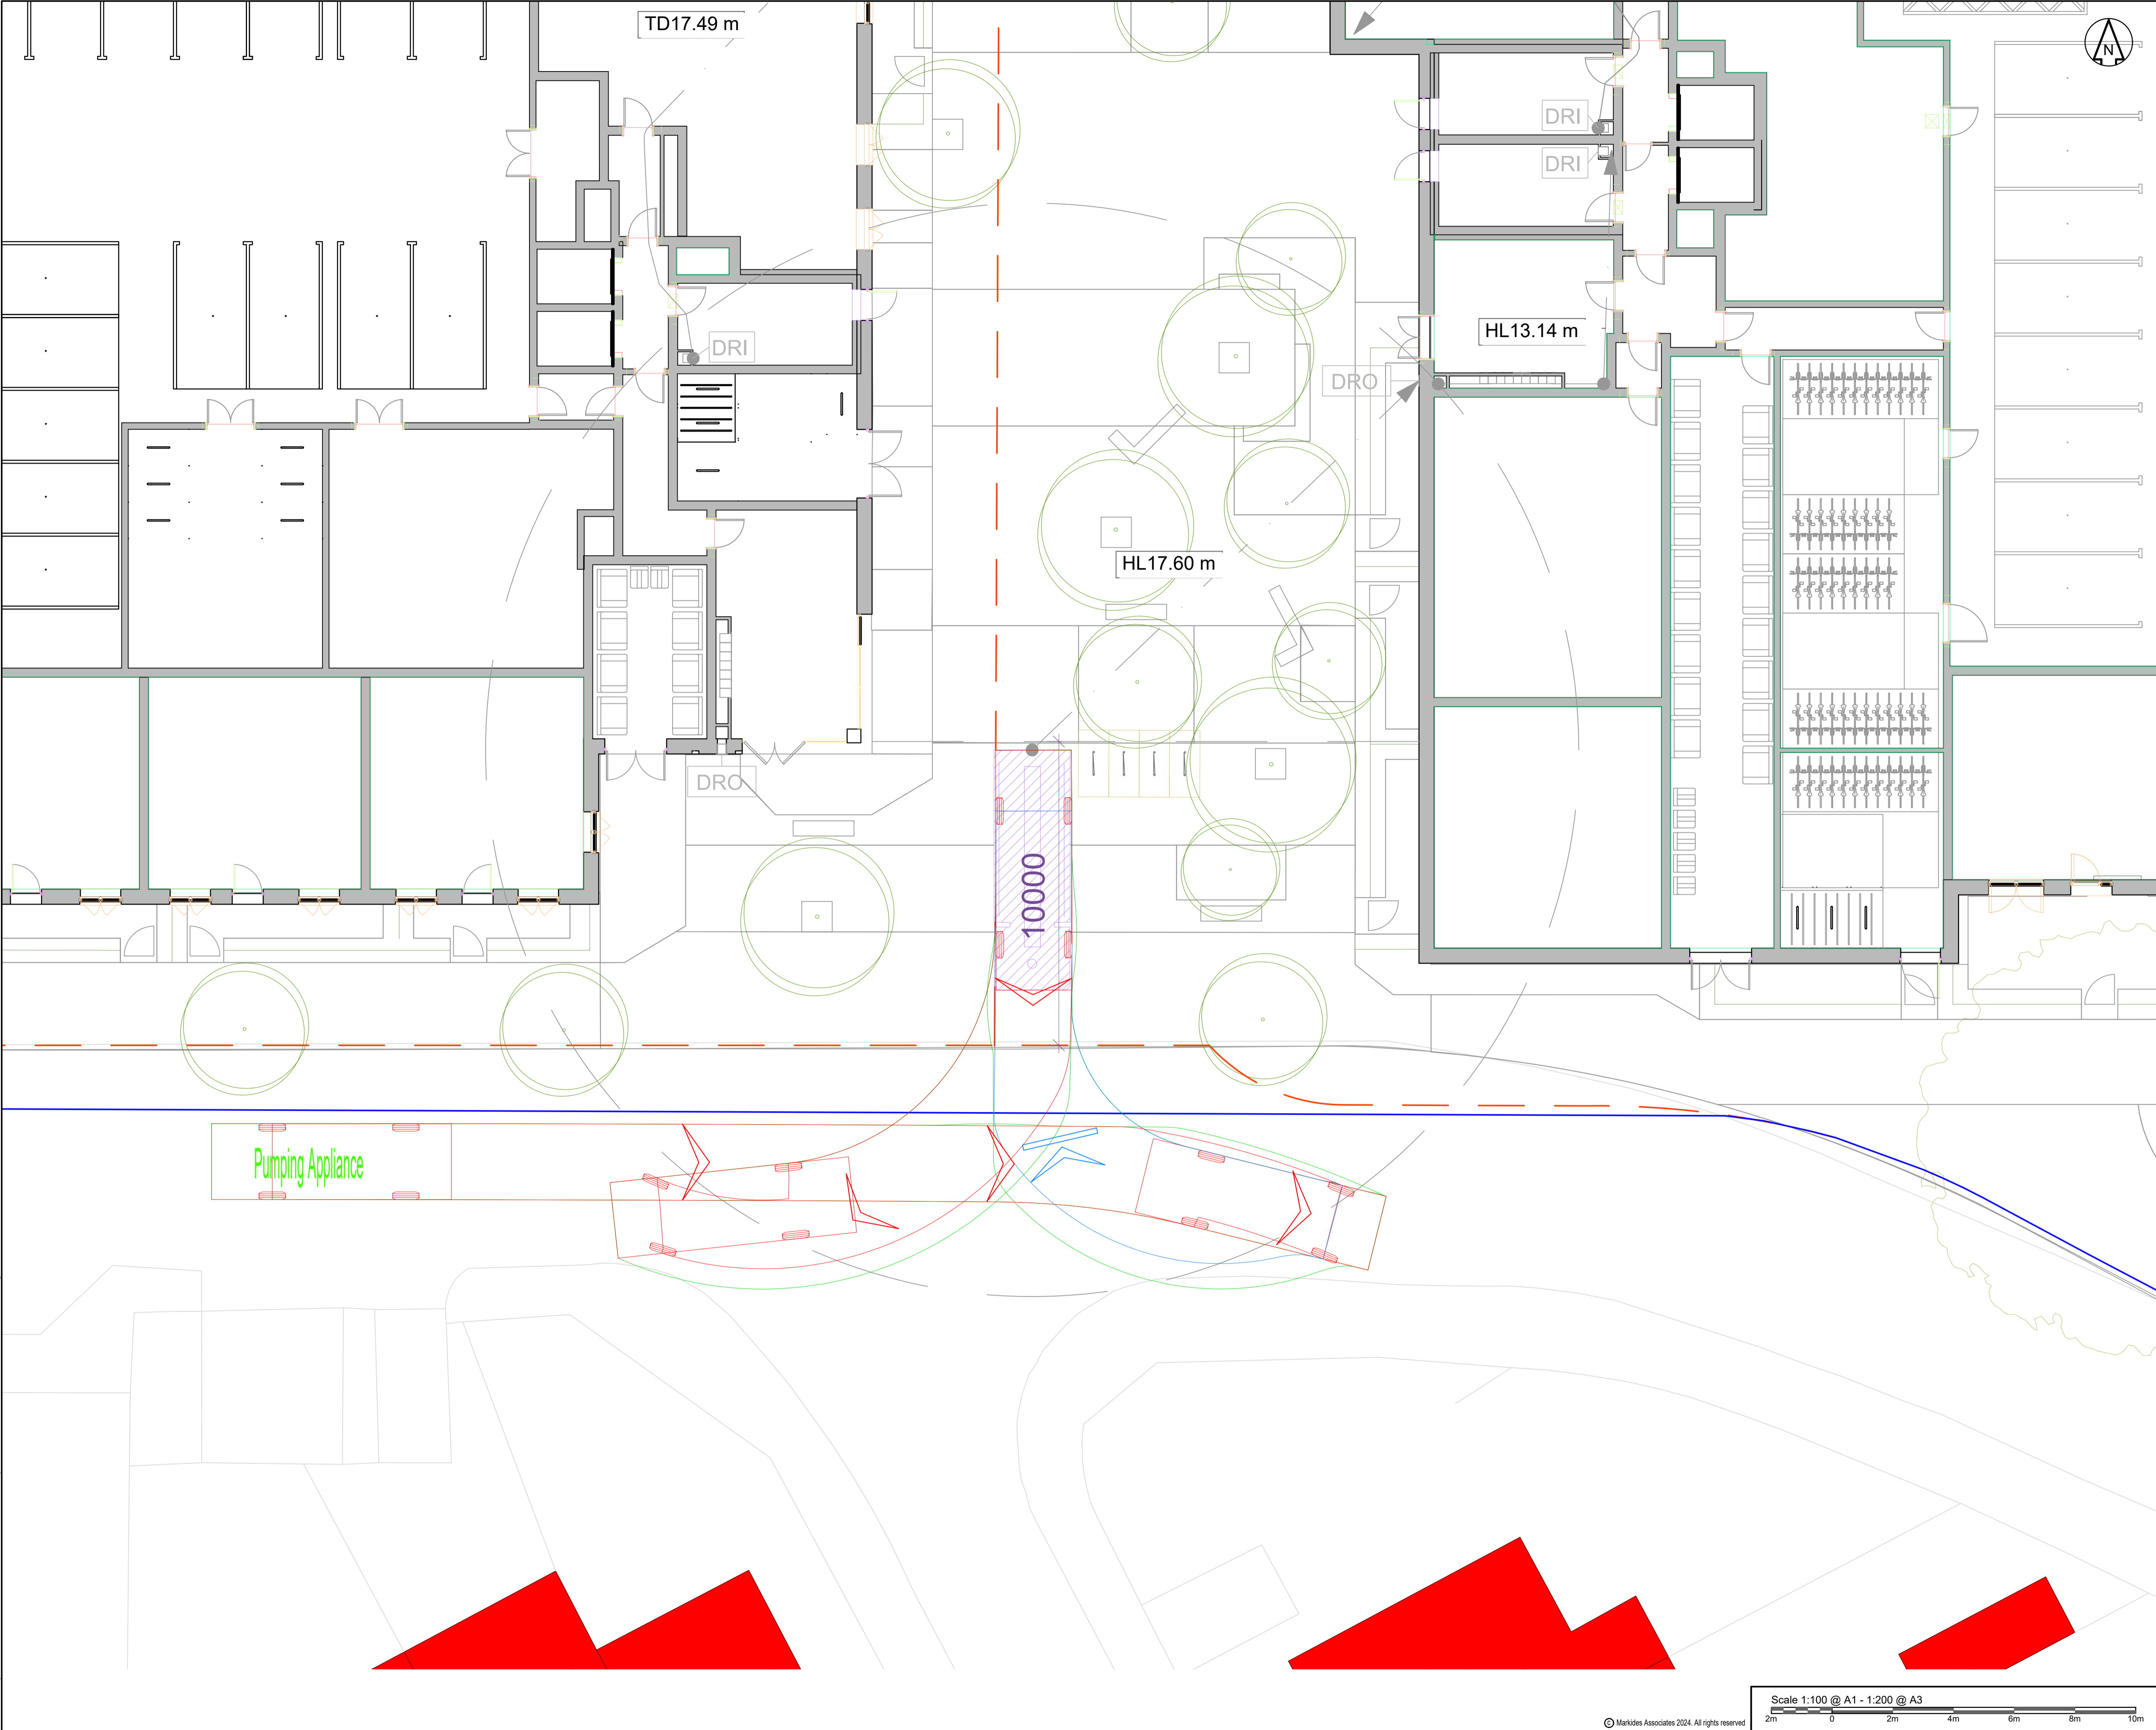 TD17.49 m
N
DRI
DRI
HL13.14 m
DRI
DRO
HL17.60 m
DRO
10000
Pumping Appliance
Scale 1:100 @ A1 - 1:200 @ A3
2m 0 2m 4m 6m 8m 10m
© Markides Associates 2024. All rights reserved